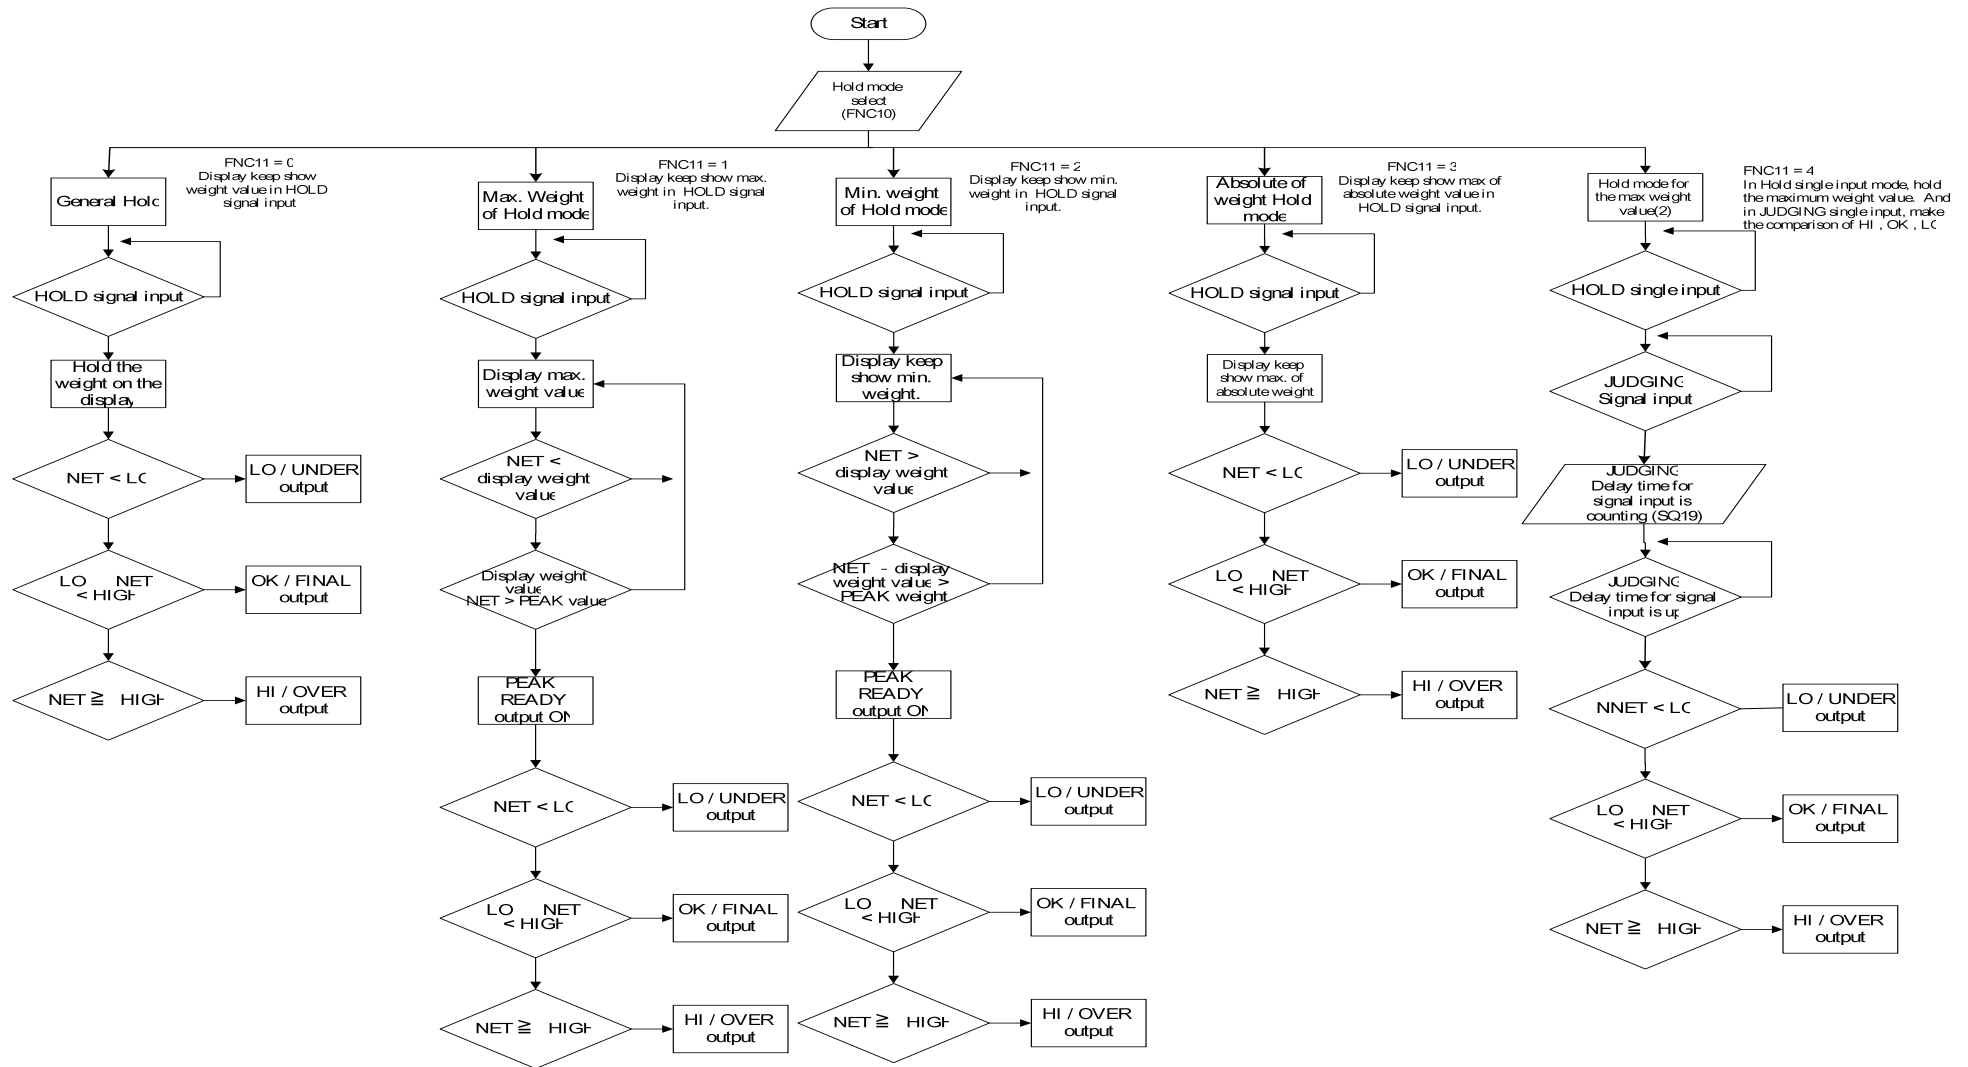 Start
Hold mode
select
(FNC10)
FNC11 = 0
Display keep show
weight value in HOLD
signal input
General Hold
HOLD signal input
Hold the
weight on the
display
NET < LO
LO / UNDER
output
LO NET
< HIGH
OK / FINAL
output
NET ≧ HIGH
HI / OVER
output
FNC11 = 1
Display keep show max.
weight in HOLD signal
input.
Max. Weight
of Hold mode
HOLD signal input
Display max.
weight value
NET <
display weight
value
Display weight
value
NET > PEAK value
PEAK
READY
output ON
NET < LO
LO / UNDER
output
LO NET
< HIGH
OK / FINAL
output
NET ≧ HIGH
HI / OVER
output
FNC11 = 2
Display keep show min.
weight in HOLD signal
input.
Min. weight
of Hold mode
HOLD signal input
Display keep
show min.
weight.
NET >
display weight
value
NET - display
weight value >
PEAK weight
PEAK
READY
output ON
NET < LO
LO / UNDER
output
LO NET
< HIGH
OK / FINAL
output
NET ≧ HIGH
HI / OVER
output
FNC11 = 3
Display keep show max of
absolute weight value in
HOLD signal input.
Absolute of
weight Hold
mode
HOLD signal input
Display keep
show max. of
absolute weight
NET < LO
LO / UNDER
output
LO NET
< HIGH
OK / FINAL
output
NET ≧ HIGH
HI / OVER
output
FNC11 = 4
In Hold single input mode, hold
the maximum weight value. And
in JUDGING single input, make
the comparison of HI , OK , LO
Hold mode for
the max weight
value(2)
HOLD single input
JUDGING
Signal input
JUDGING
Delay time for
signal input is
counting (SQ19)
JUDGING
Delay time for signal
input is up
NNET < LO
LO / UNDER
output
LO NET
< HIGH
OK / FINAL
output
NET ≧ HIGH
HI / OVER
output